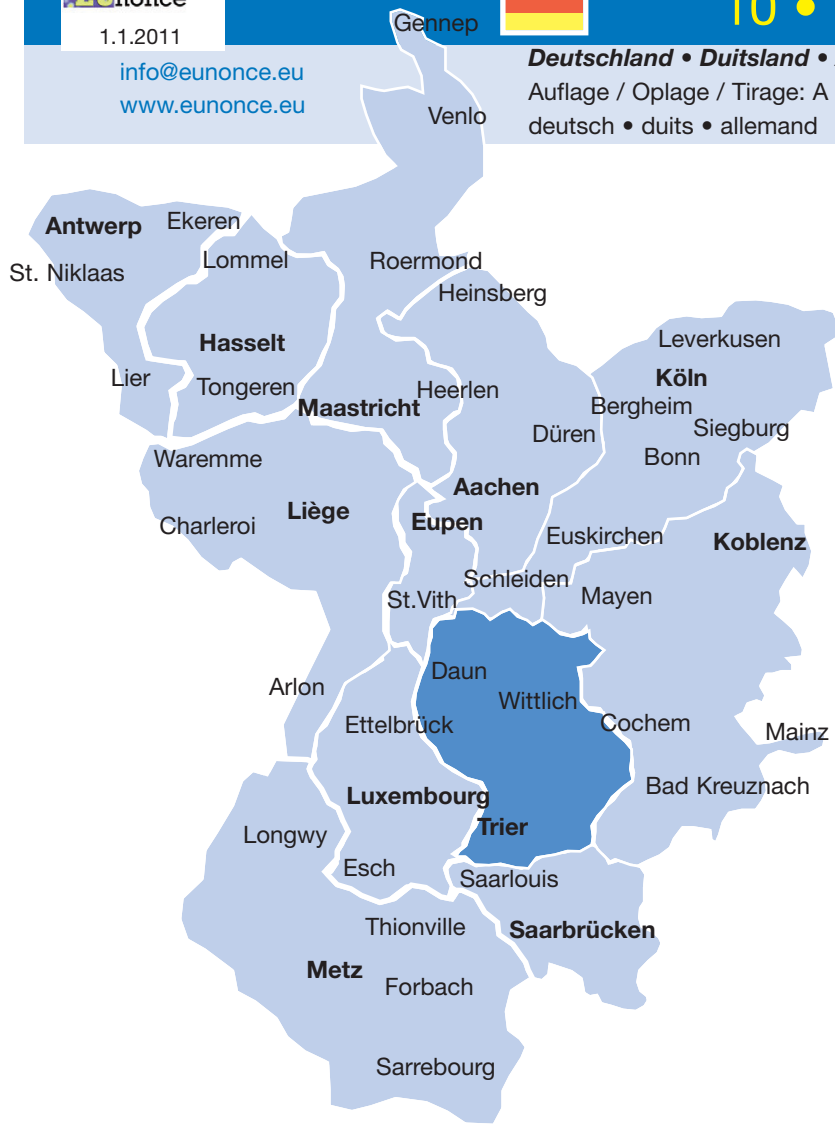 nonce
1.1.2011
info@eunonce.eu
www.eunonce.eu
10 •
Deutschland • Duitsland •
Auflage / Oplage / Tirage: A
deutsch • duits • allemand
Gennep
Venlo
Antwerp
Ekeren
St. Niklaas
Lommel
Roermond
Heinsberg
Hasselt
Leverkusen
Lier
Tongeren
Maastricht
Heerlen
Köln
Bergheim
Düren
Siegburg
Bonn
Waremme
Aachen
Liège
Charleroi
Eupen
Euskirchen
Koblenz
Schleiden
St.Vith
Mayen
Arlon
Daun
Wittlich
Ettelbrück
Cochem
Mainz
Luxembourg
Bad Kreuznach
Trier
Longwy
Esch
Saarlouis
Thionville
Saarbrücken
Metz
Forbach
Sarrebourg